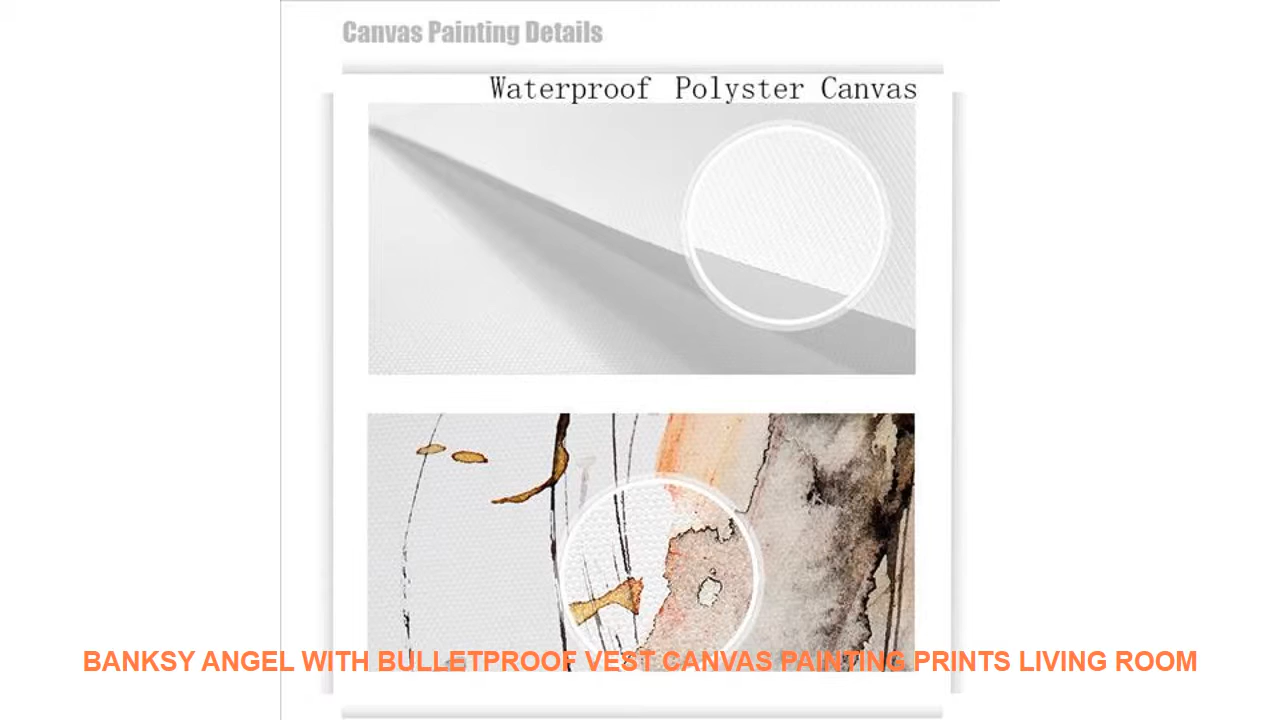 Canvas Painting Details
Waterproof Polyster Canvas
BANKSY ANGEL WITH BULLETPROOF VEST CANVAS PAINTING PRINTS LIVING ROOM